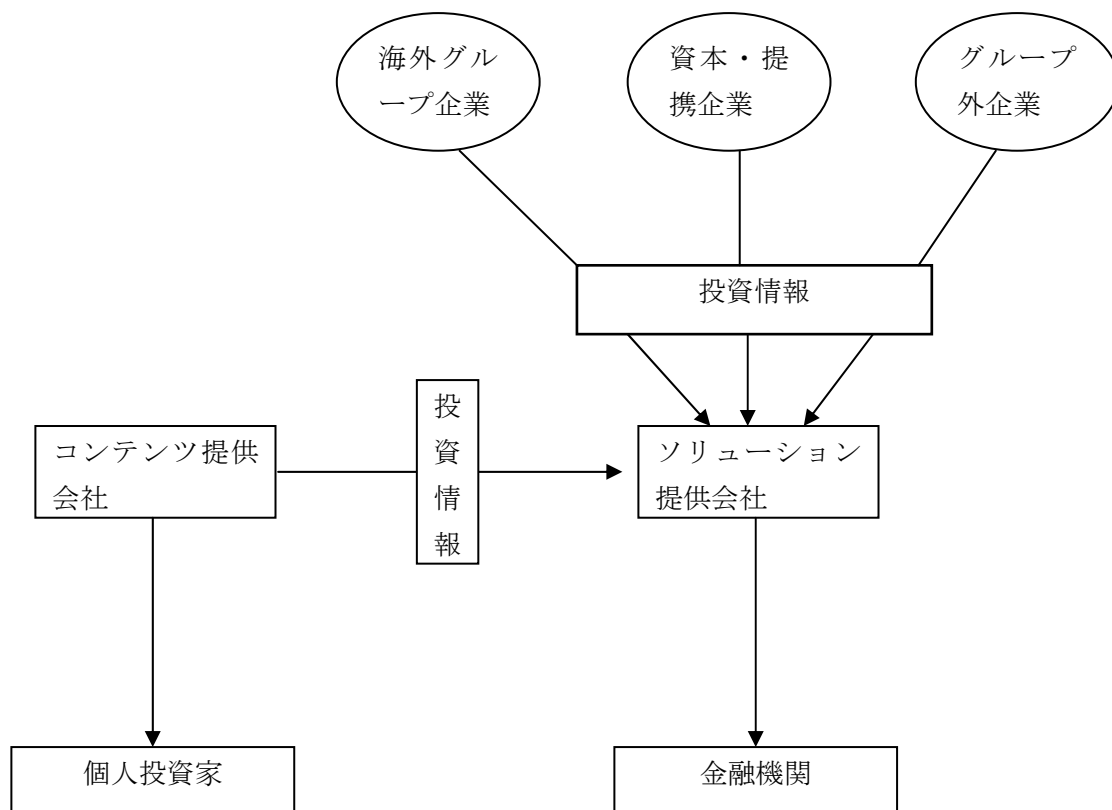 海外グル
ープ企業
資本・提
携企業
グループ
外企業
投資情報
投
資
情
報
コンテンツ提供
会社
ソリューション
提供会社
個人投資家
金融機関